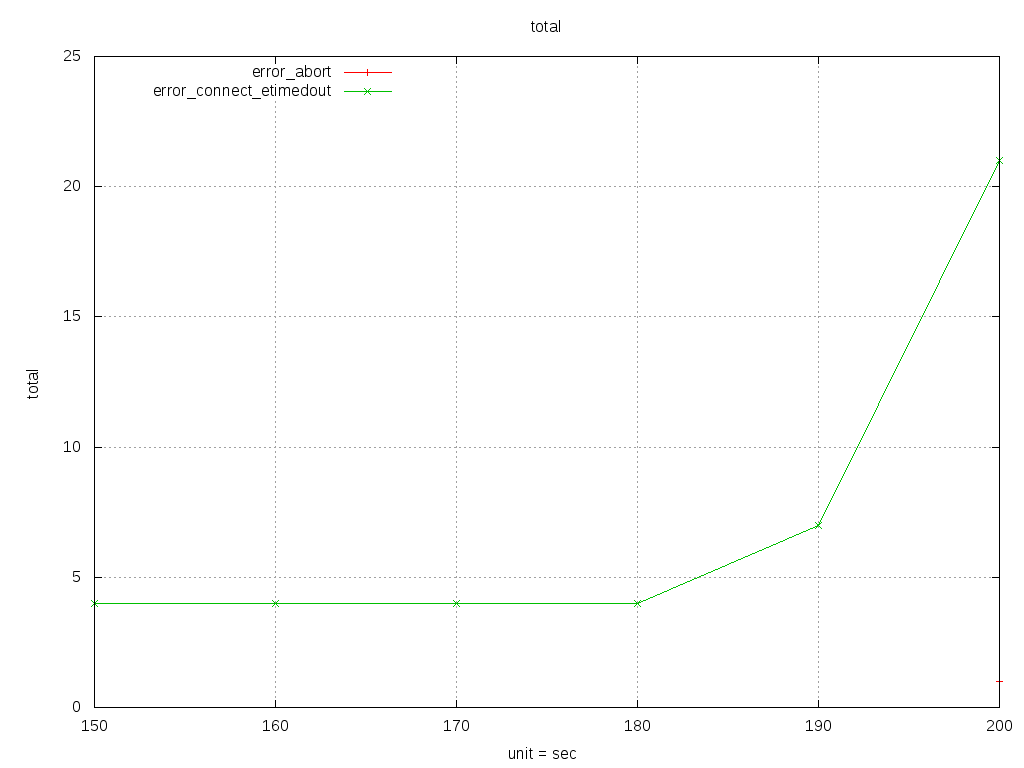 total
25
error_abort
error_connect_etimedout
20
15
total
10
5
0
150 160 170 180 190 200
unit = sec